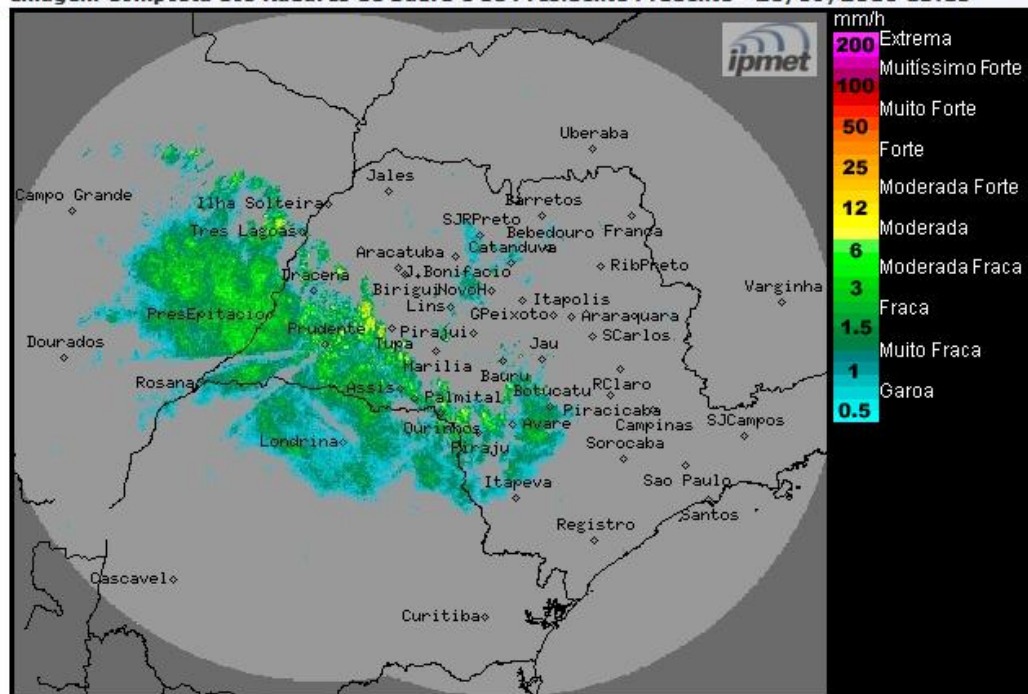 mm/h
200 Extrema
Muitíssimo Forte
100
Muito Forte
50
Forte
25
Moderada Forte
12
Moderada
6
Moderada Fraca
3
Fraca
1.5
Muito Fraca
1
Garoa
0.5
ipmet
Uberaba
Campo Grande
Jales
Ilha Solteira
Barretos
SJRPreto
Bebedouro Franca
Tres Lagoas
Catanduva
Aracatuba
J.Bonifacio
RibPreto
Dracena
Birigui NovoH
Varginha
Lins
Itapolis
PresEpitacio
GPeixoto Araraquara
Prudente
Pirajui
SCarlos
Dourados
Tupa
Jau
Marilia
Bauru
Rosana
Assis
RClaro
Botucatu
Palmital
Piracicaba
Ourinhos
Avare
Campinas
SJCampos
Londrina
Piraju
Sorocaba
Itapeva
Sao Paulo
Santos
Registro
Cascavel
Curitiba